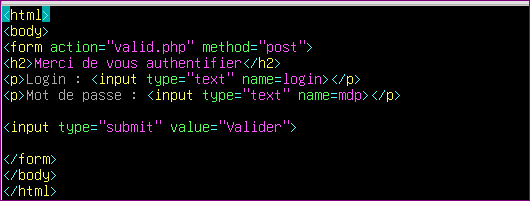 <html>
<body>
<form action="valid.php" method="post">
<h2>Merci de vous authentifier</h2>
<p>Login : <input type="text" name=login></p>
<p>Mot de passe : <input type="text" name=mdp></p>
<input type="submit" value="Valider">
</form>
</body>
</html>